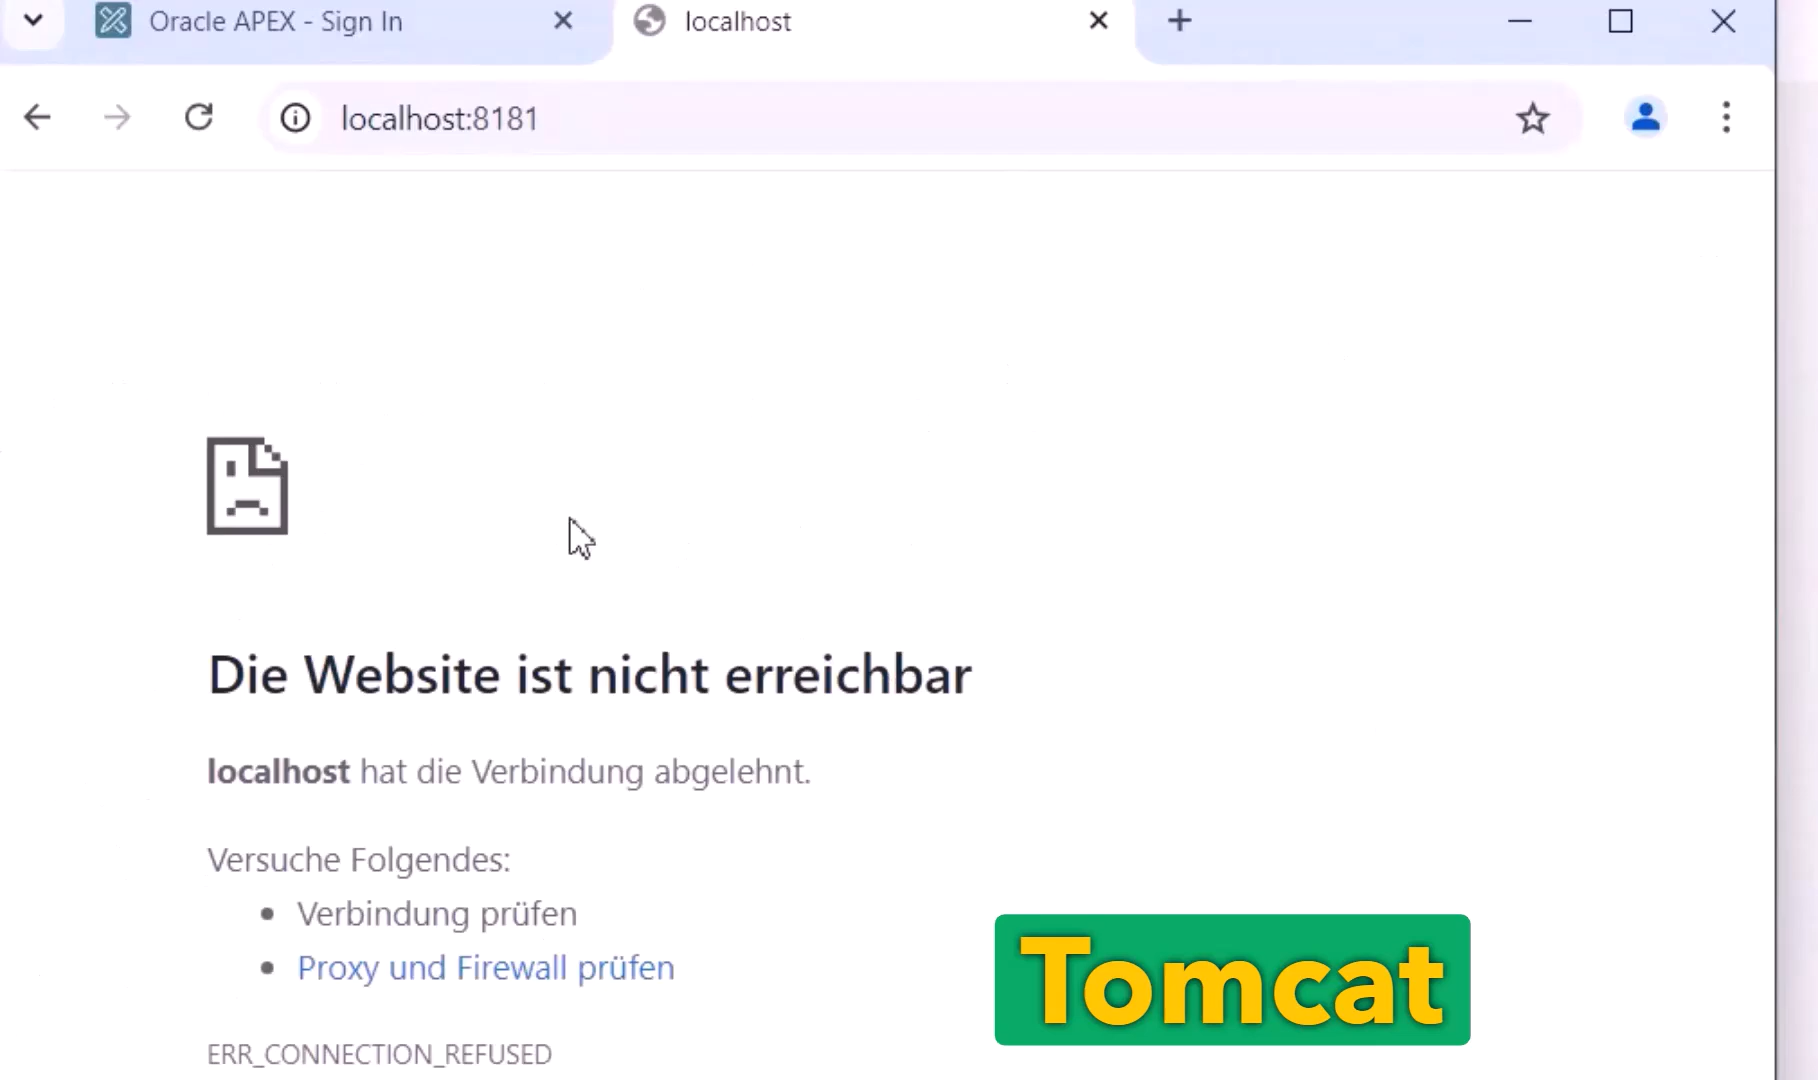 Oracle APEX - Sign In
localhost
localhost:8181
Die Website ist nicht erreichbar
localhost hat die Verbindung abgelehnt.
Versuche Folgendes:
Verbindung prüfen
Proxy und Firewall prüfen
ERR_CONNECTION_REFUSED
Tomcat